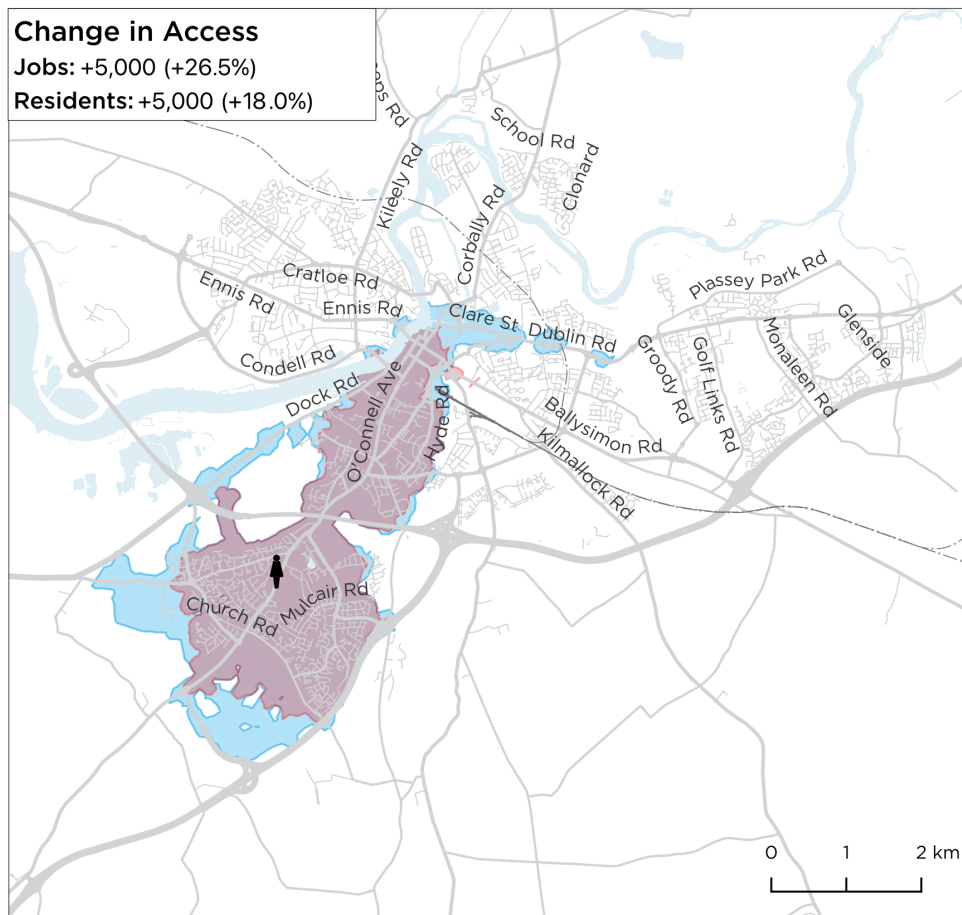 Change in Access
Jobs: +5,000 (+26.5%)
Residents: +5,000 (+18.0%)
Rd
School Rd
Clonard
Kileely Rd
Corbally Rd
Cratloe Rd
Ennis Rd
Ennis Rd
Plassey Park Rd
Clare St
Dublin Rd
Glenside
Monaleen Rd
Golf Links Rd
Groody Rd
Condell Rd
Dock Rd
O'Connell Ave
Hyde Rd
Ballysimon Rd
Kilmallock Rd
Church Rd
Mulcair Rd
0 1 2 km